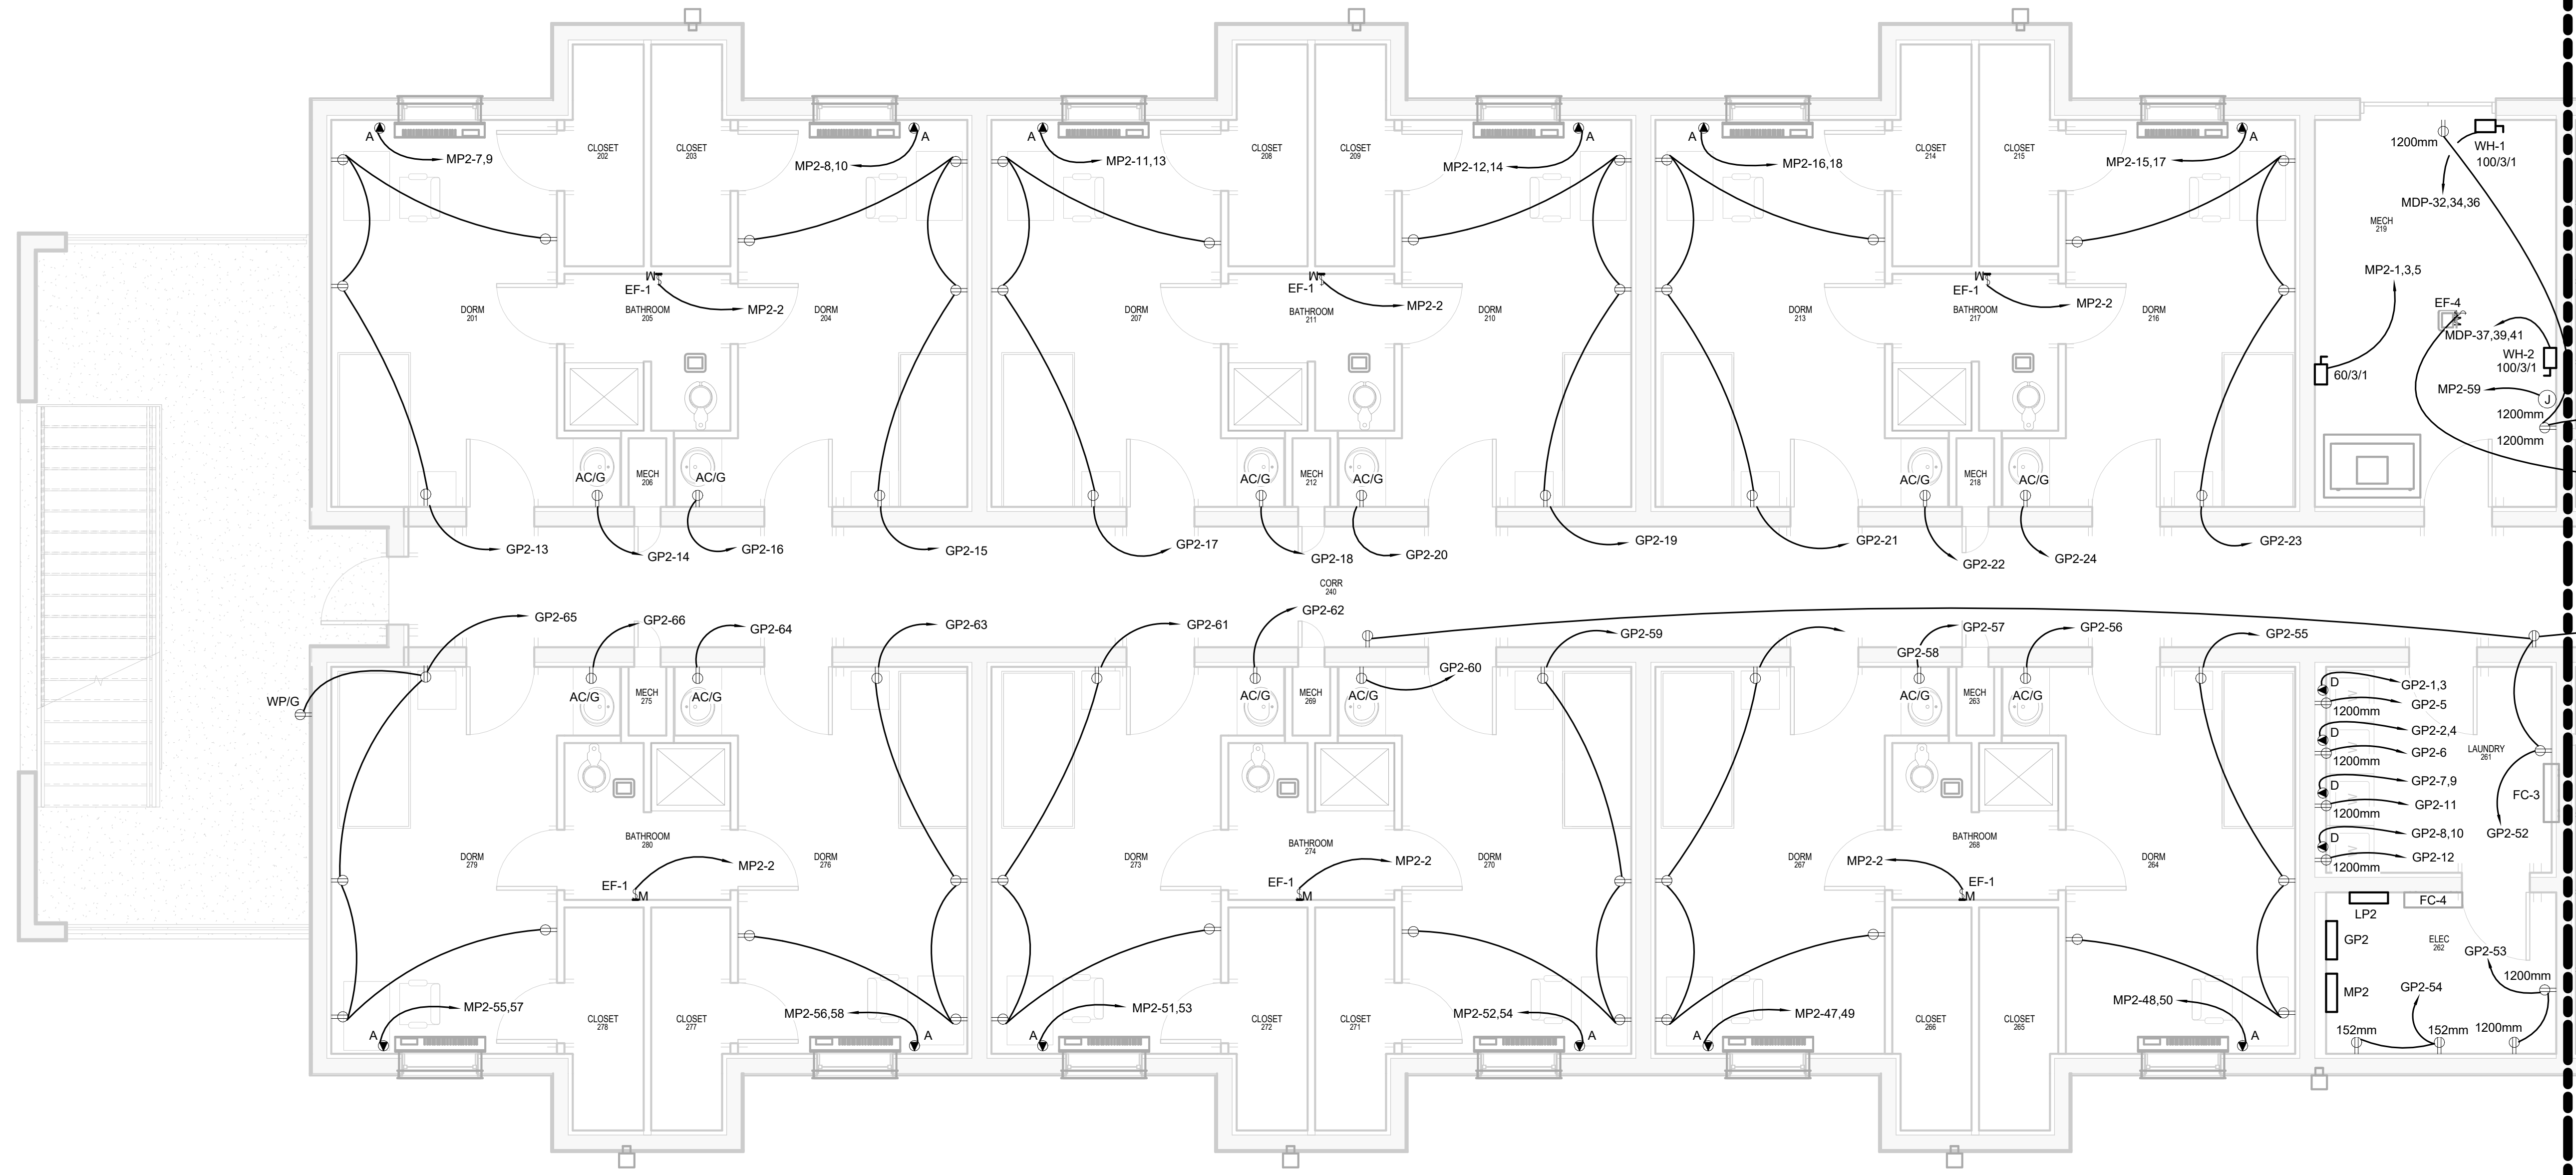 CLOSET
202
CLOSET
203
CLOSET
208
CLOSET
209
CLOSET
214
CLOSET
215
A
MP2-7,9
A
MP2-8,10
A
MP2-11,13
A
MP2-12,14
A
MP2-16,18
A
MP2-15,17
1200mm
WH-1
100/3/1
MDP-32,34,36
MECH
219
MP2-1,3,5
EF-4
MDP-37,39,41
WH-2
100/3/1
60/3/1
MP2-59
J
1200mm
1200mm
M
EF-1
MP2-2
M
EF-1
MP2-2
M
EF-1
MP2-2
DORM
201
BATHROOM
205
DORM
204
DORM
207
BATHROOM
211
DORM
210
DORM
213
BATHROOM
217
DORM
216
AC/G
MECH
206
AC/G
AC/G
MECH
212
AC/G
AC/G
MECH
218
AC/G
GP2-13
GP2-14
GP2-16
GP2-15
GP2-17
GP2-18
GP2-20
GP2-19
GP2-21
GP2-22
GP2-24
GP2-23
CORR
240
GP2-65
GP2-66
GP2-64
GP2-63
GP2-61
GP2-62
GP2-59
GP2-60
GP2-57
GP2-58
GP2-56
GP2-55
WP/G
AC/G
MECH
275
AC/G
AC/G
MECH
269
AC/G
AC/G
MECH
263
AC/G
D
GP2-1,3
GP2-5
1200mm
D
GP2-2,4
GP2-6
1200mm
LAUNDRY
261
D
GP2-7,9
GP2-11
1200mm
D
GP2-8,10
GP2-12
1200mm
FC-3
GP2-52
DORM
279
BATHROOM
280
DORM
276
DORM
273
BATHROOM
274
DORM
270
DORM
267
BATHROOM
268
DORM
264
EF-1
M
MP2-2
EF-1
M
MP2-2
MP2-2
EF-1
M
LP2
FC-4
GP2
ELEC
262
GP2-53
1200mm
MP2
GP2-54
152mm
152mm
1200mm
A
MP2-55,57
MP2-56,58
A
A
MP2-51,53
MP2-52,54
A
A
MP2-47,49
MP2-48,50
A
CLOSET
278
CLOSET
277
CLOSET
272
CLOSET
271
CLOSET
266
CLOSET
265